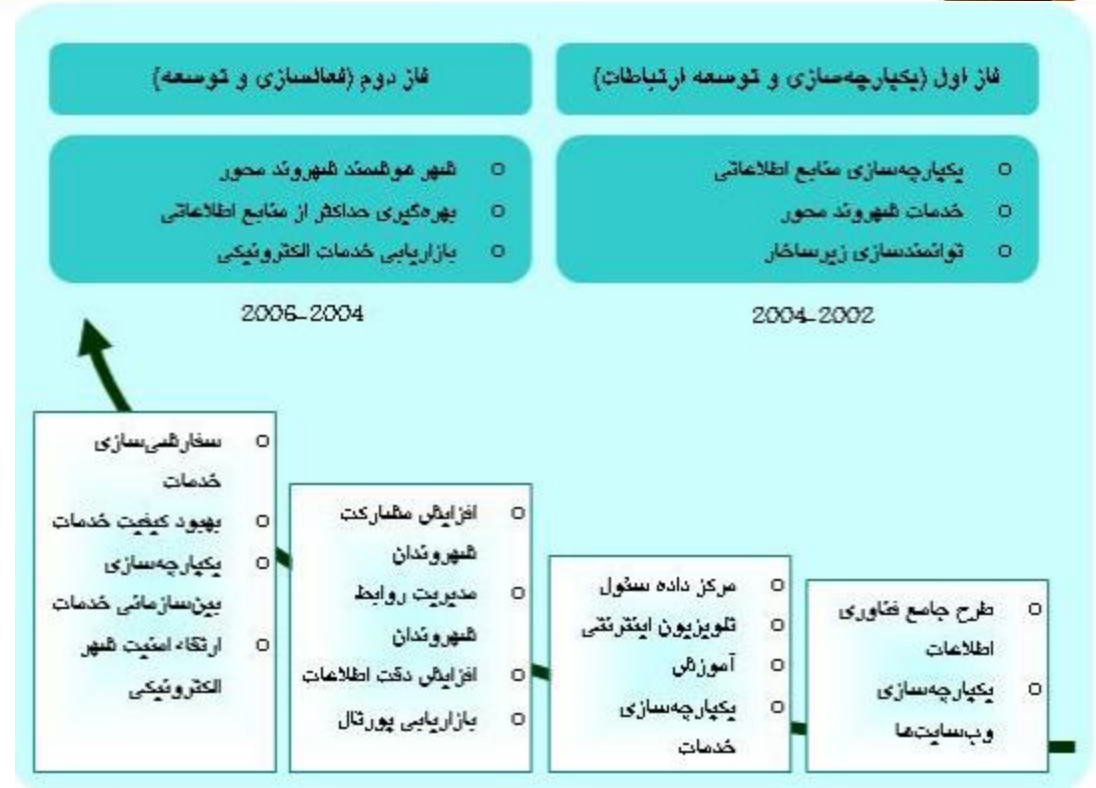 فاز اول (یکپارچه‌سازی و توسعه ارتباطات)
یکپارچه‌سازی منابع اطلاعاتی
خدمات شهروند محور
توانمندسازی زیرساخار
2004-2002
فاز دوم (فعالسازی و توسعه)
شهر هوشمند شهروند محور
بهره‌گیری حداکثر از منابع اطلاعاتی
بازاریابی خدمات الکترونیکی
2006-2004
طرح جامع فناوری
اطلاعات
یکپارچه‌سازی
وب‌سایت‌ها
مرکز داده سئول
تلویزیون اینترنتی
آموزش
یکپارچه‌سازی
خدمات
افزایش مشارکت
شهروندان
مدیریت روابط
شهروندان
افزایش دقت اطلاعات
بازاریابی پورتال
سفارشی‌سازی
خدمات
بهبود کیفیت خدمات
یکپارچه‌سازی
بین‌سازمانی خدمات
ارتقاء امنیت شهر
الکترونیکی